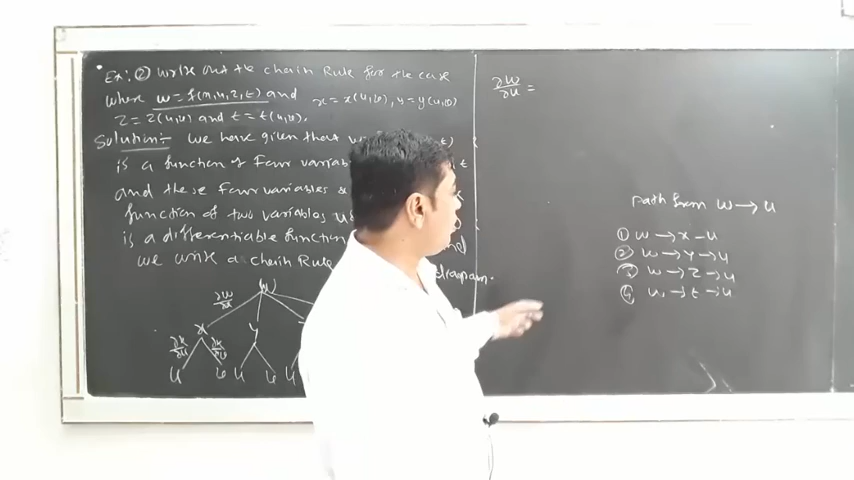 Ex:- ② Write out the chain Rule for the case
where w = f(x,y,z,t) and x = x(u,v), y = y(u,v)
z = z(u,v) and t = t(u,v).
Solution:- We have given that w
is a function of Four variab t
and these Four variables
function of two variables u
is a differentiable function nd
we write a chain Rule diagram.
w
∂w/∂x
x y
∂x/∂u ∂x/∂v
u v u v u
∂w/∂u =
path from w → u
① w → x - u
② w → y → u
③ w → z → u
④ w → t → u